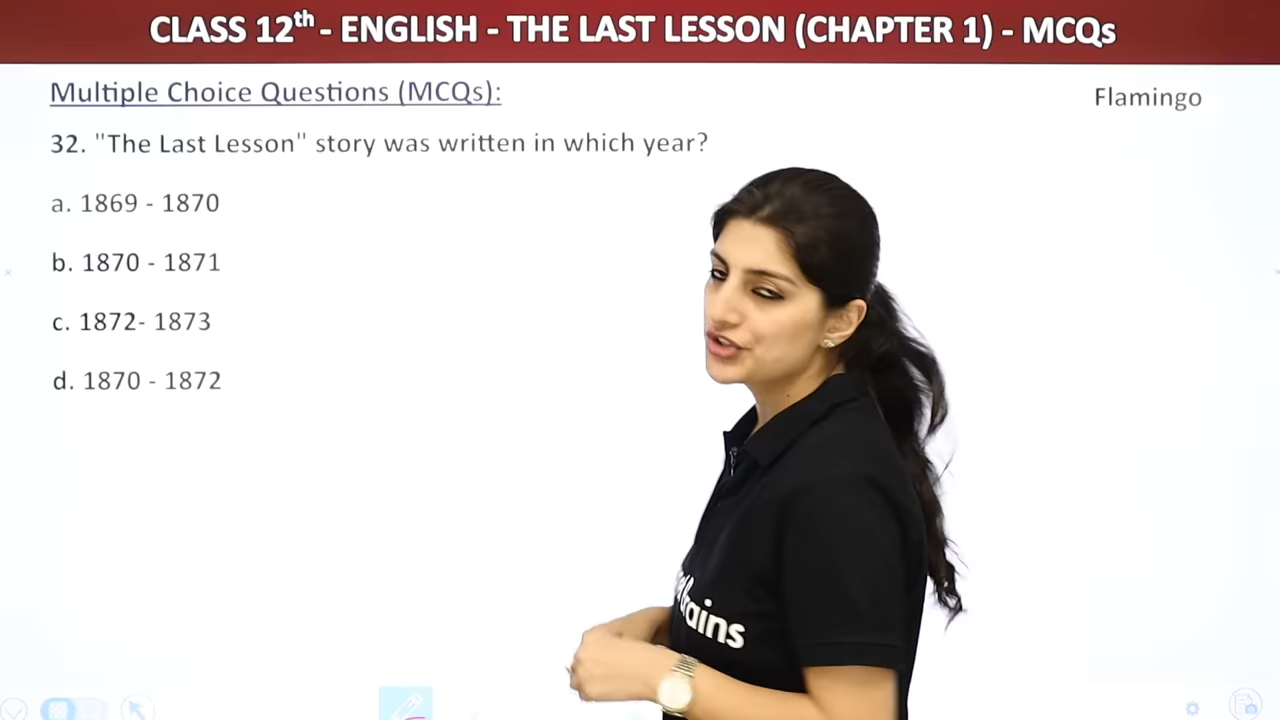 CLASS 12th - ENGLISH - THE LAST LESSON (CHAPTER 1) - MCQs
Multiple Choice Questions (MCQs):
Flamingo
32. "The Last Lesson" story was written in which year?
a. 1869 - 1870
b. 1870 - 1871
c. 1872- 1873
d. 1870 - 1872